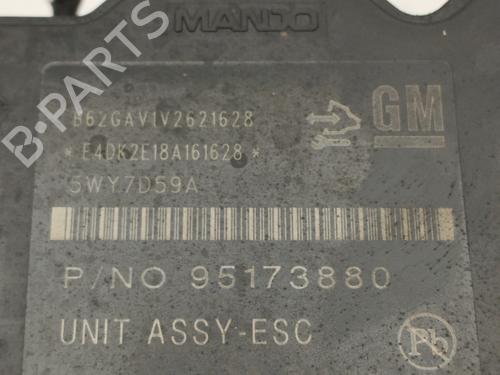 MANDO
B62GAV1V2621628
GM
* E4DK2E18A161628 *
5WY7D59A
P/NO 95173880
UNIT ASSY-ESC
Pb
B-PARTS